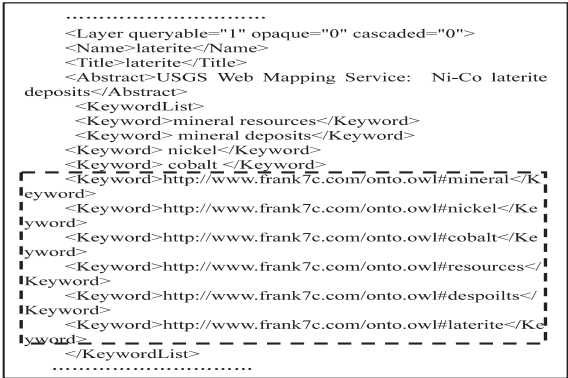 ..............................
<Layer queryable="1" opaque="0" cascaded="0">
<Name>laterite</Name>
<Title>laterite</Title>
<Abstract>USGS Web Mapping Service: Ni-Co laterite
deposits</Abstract>
<KeywordList>
<Keyword>mineral resources</Keyword>
<Keyword> mineral deposits</Keyword>
<Keyword> nickel</Keyword>
<Keyword> cobalt </Keyword>
<Keyword>http://www.frank7c.com/onto.owl#mineral</K
eyword>
<Keyword>http://www.frank7c.com/onto.owl#nickel</Ke
yword>
<Keyword>http://www.frank7c.com/onto.owl#cobalt</Ke
yword>
<Keyword>http://www.frank7c.com/onto.owl#resources</
Keyword>
<Keyword>http://www.frank7c.com/onto.owl#despoilts</
Keyword>
<Keyword>http://www.frank7c.com/onto.owl#laterite</Ke
yword>
</KeywordList>
..............................